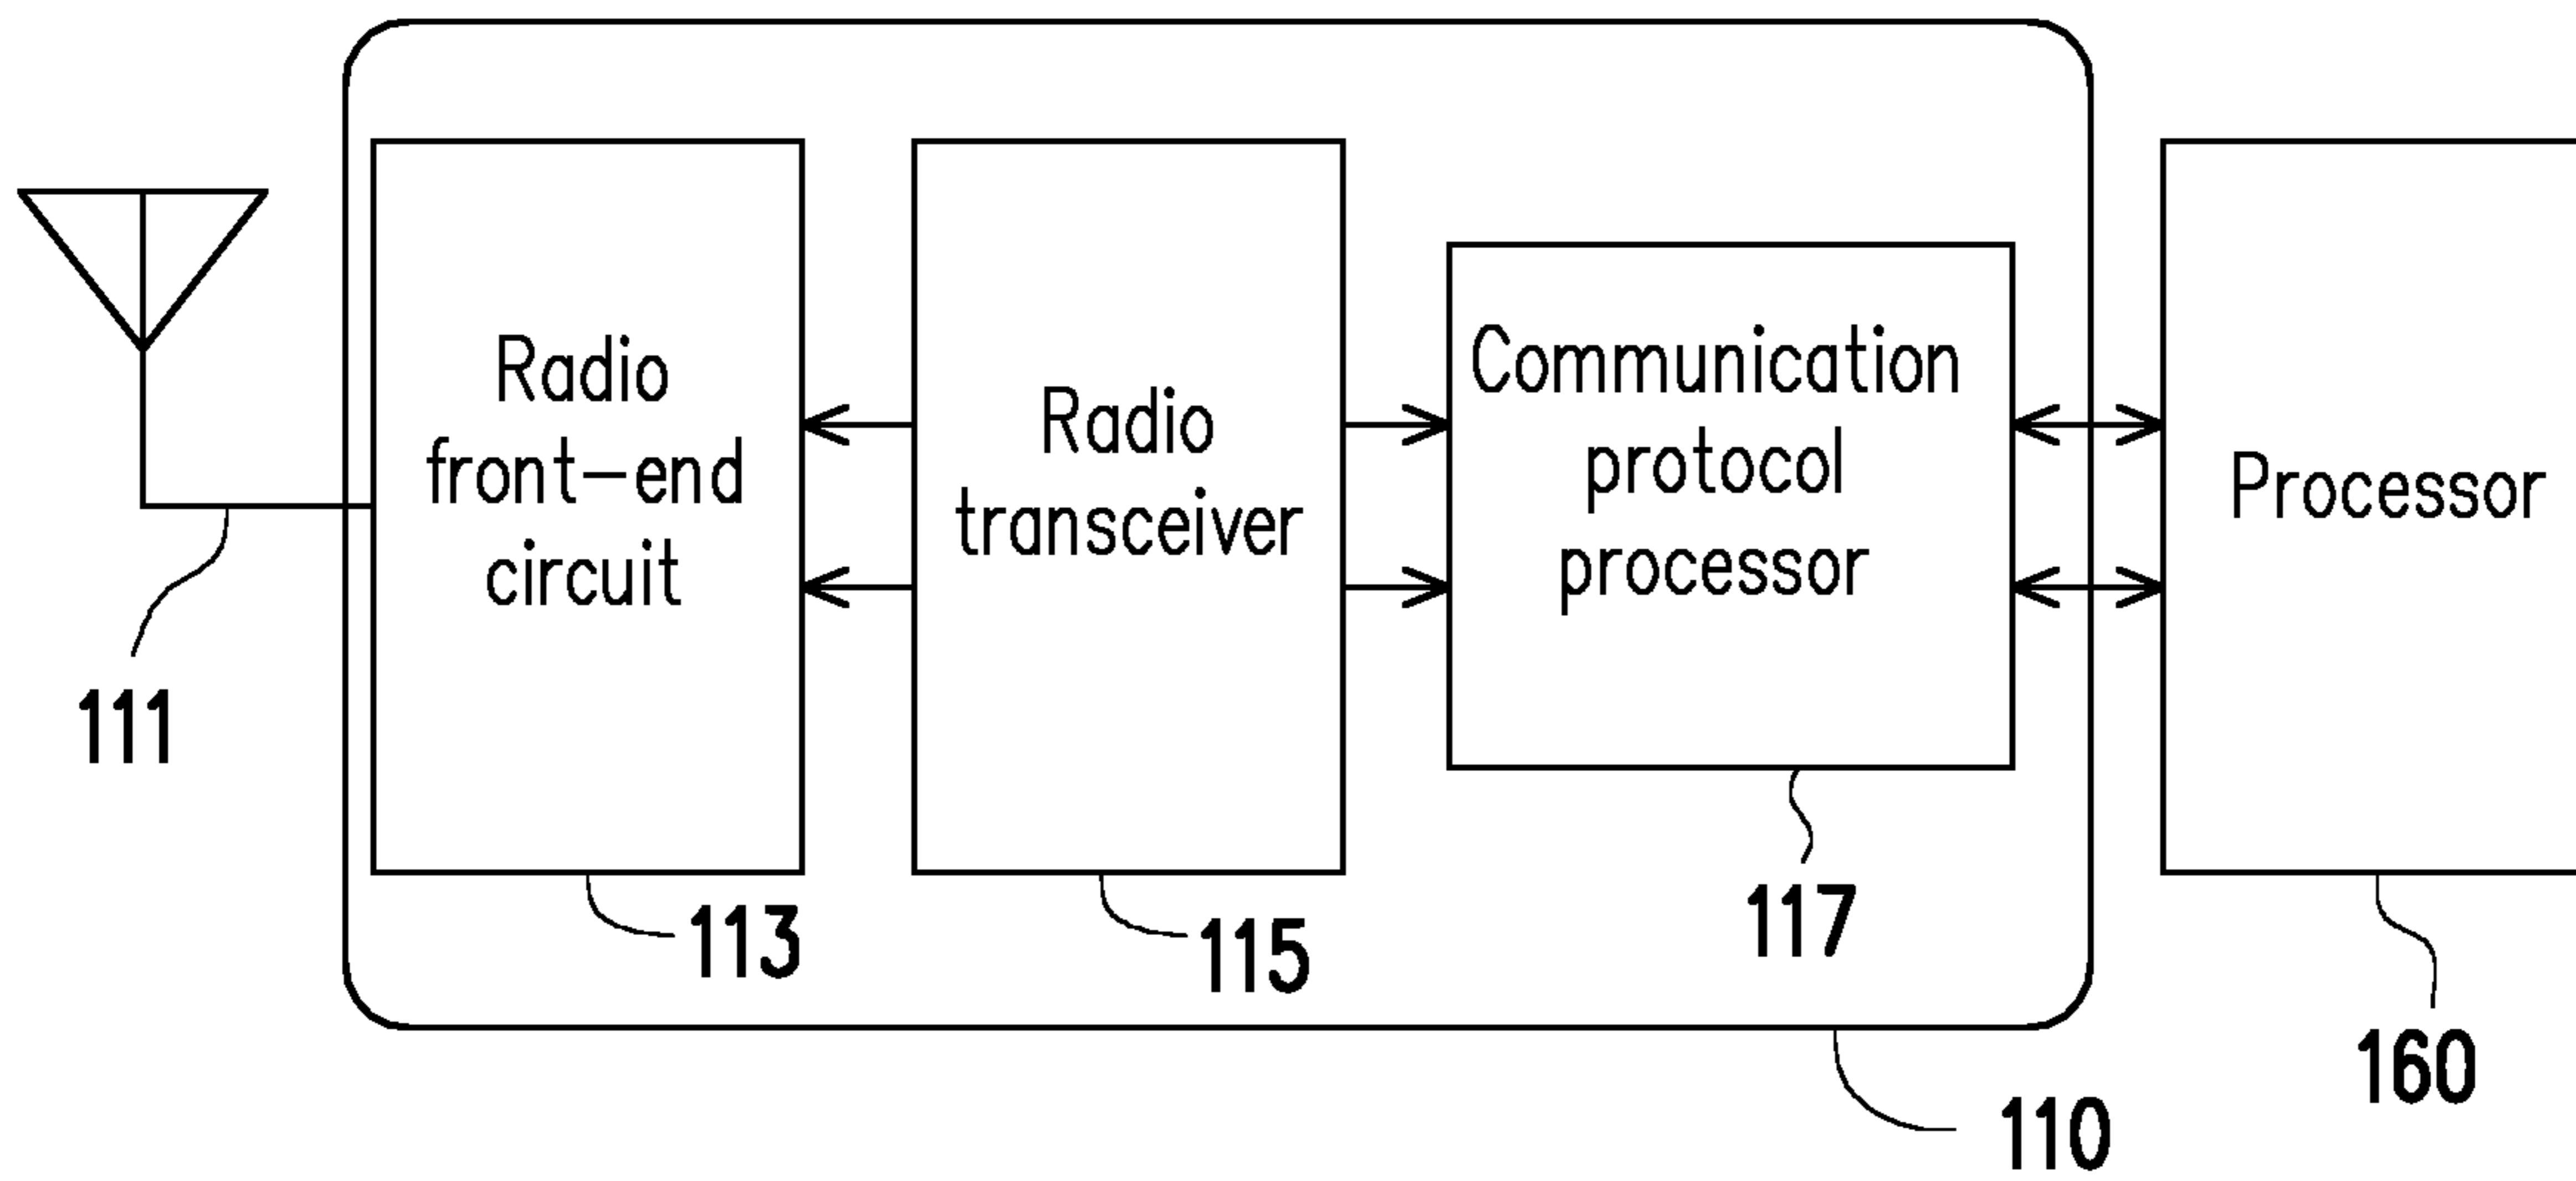 Radio
front-end
circuit
Radio
transceiver
Communication
protocol
processor
Processor
111
113
115
117
160
110